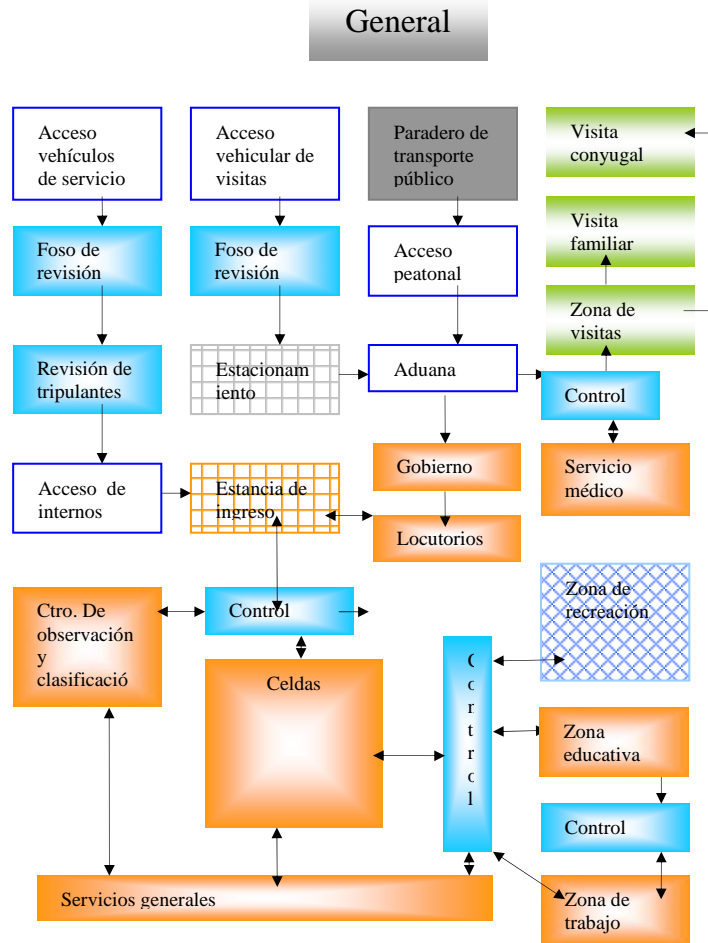 General
Acceso
vehículos
de servicio
Acceso
vehicular de
visitas
Paradero de
transporte
público
Visita
conyugal
Foso de
revisión
Foso de
revisión
Acceso
peatonal
Visita
familiar
Zona de
visitas
Revisión de
tripulantes
Estacionam
iento
Aduana
Control
Gobierno
Servicio
médico
Acceso de
internos
Estancia de
ingreso
Locutorios
Ctro. De
observación
y
clasificació
Control
Zona de
recreación
Celdas
Control
Zona
educativa
Control
Servicios generales
Zona de
trabajo